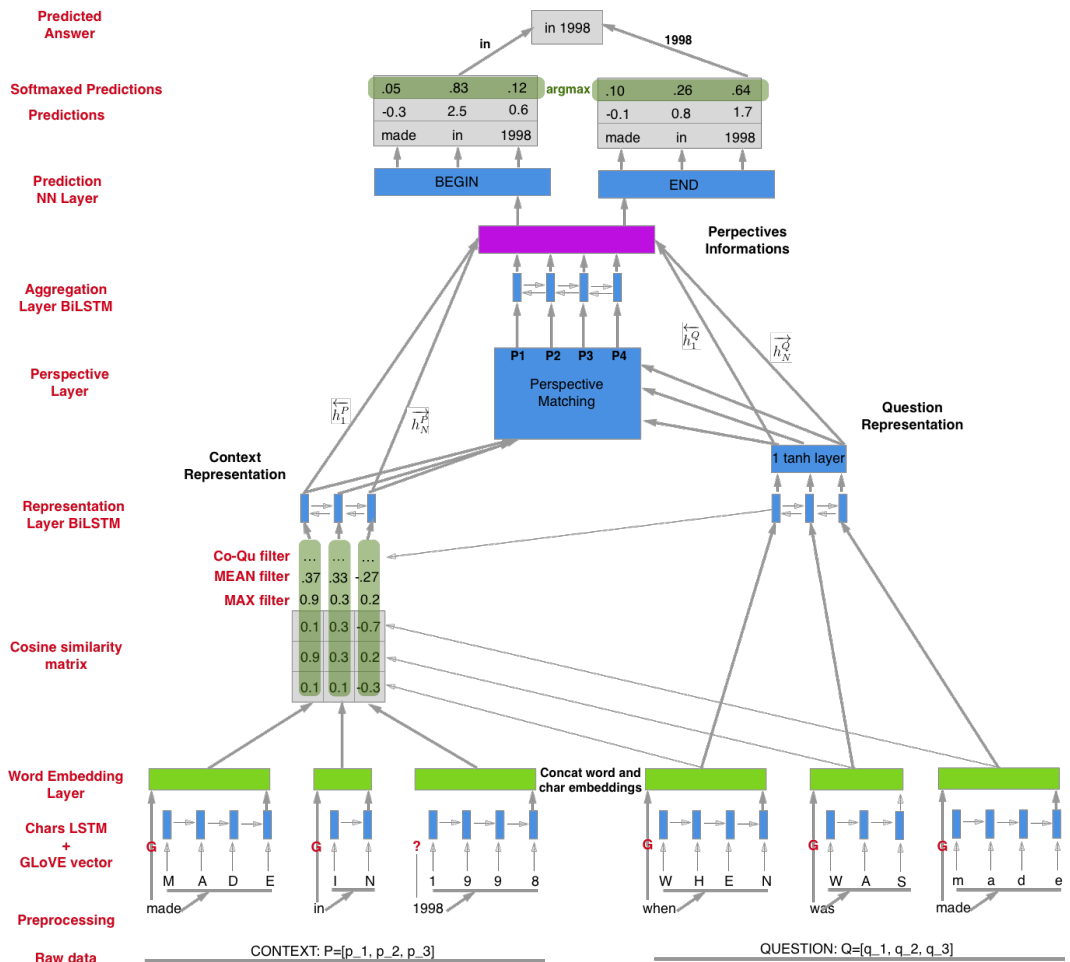 Predicted
Answer
in 1998
in
1998
Softmaxed Predictions
.05 .83 .12
argmax
.10 .26 .64
Predictions
-0.3 2.5 0.6
-0.1 0.8 1.7
made in 1998
made in 1998
Prediction
NN Layer
BEGIN
END
Perpectives
Informations
Aggregation
Layer BiLSTM
P1 P2 P3 P4
Perspective
Layer
Perspective
Matching
h_1^P
h_N^P
h_1^Q
h_N^Q
Question
Representation
Context
Representation
1 tanh layer
Representation
Layer BiLSTM
Co-Qu filter
... ... ...
MEAN filter
.37 .33 -.27
MAX filter
0.9 0.3 0.2
Cosine similarity
matrix
0.1 0.3 -0.7
0.9 0.3 0.2
0.1 0.1 -0.3
Word Embedding
Layer
Concat word and
char embeddings
Chars LSTM
+
GLoVE vector
G G ? G G G
M A D E
I N
1 9 9 8
W H E N
W A S
m a d e
made in 1998 when was made
Preprocessing
CONTEXT: P=[p_1, p_2, p_3]
QUESTION: Q=[q_1, q_2, q_3]
Raw data